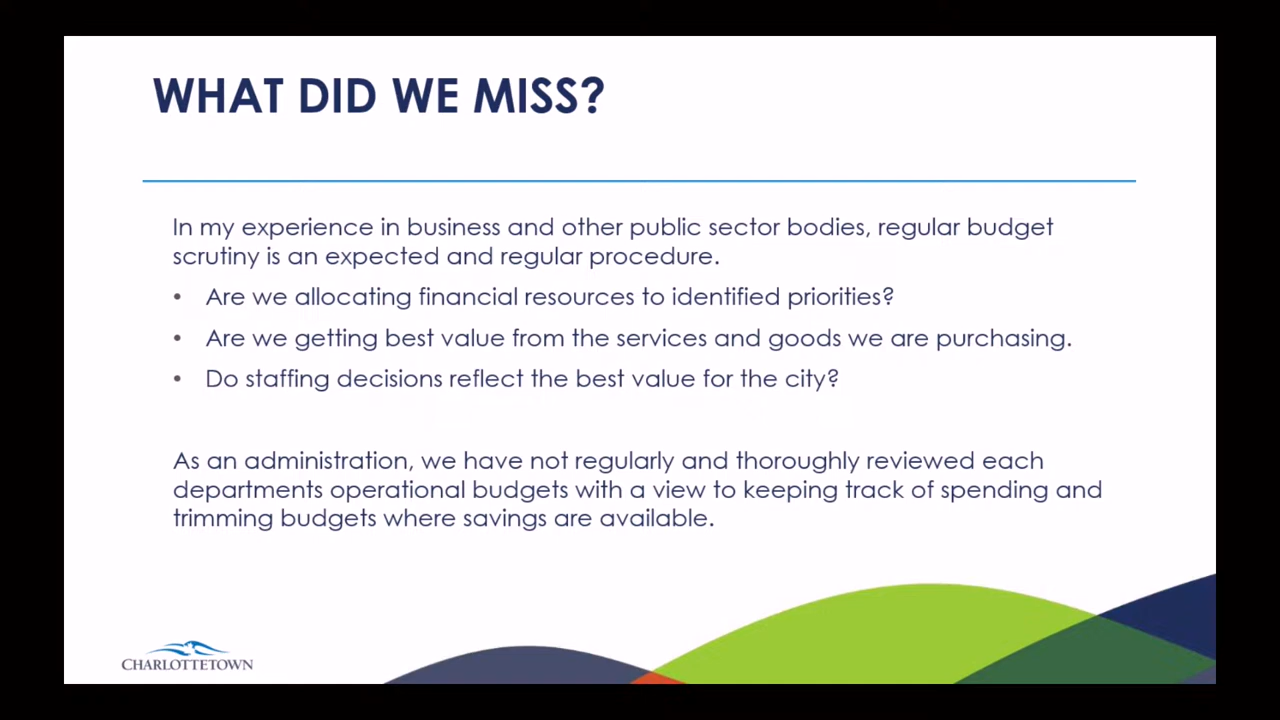 WHAT DID WE MISS?
In my experience in business and other public sector bodies, regular budget
scrutiny is an expected and regular procedure.
• Are we allocating financial resources to identified priorities?
• Are we getting best value from the services and goods we are purchasing.
• Do staffing decisions reflect the best value for the city?
As an administration, we have not regularly and thoroughly reviewed each
departments operational budgets with a view to keeping track of spending and
trimming budgets where savings are available.
CHARLOTTETOWN